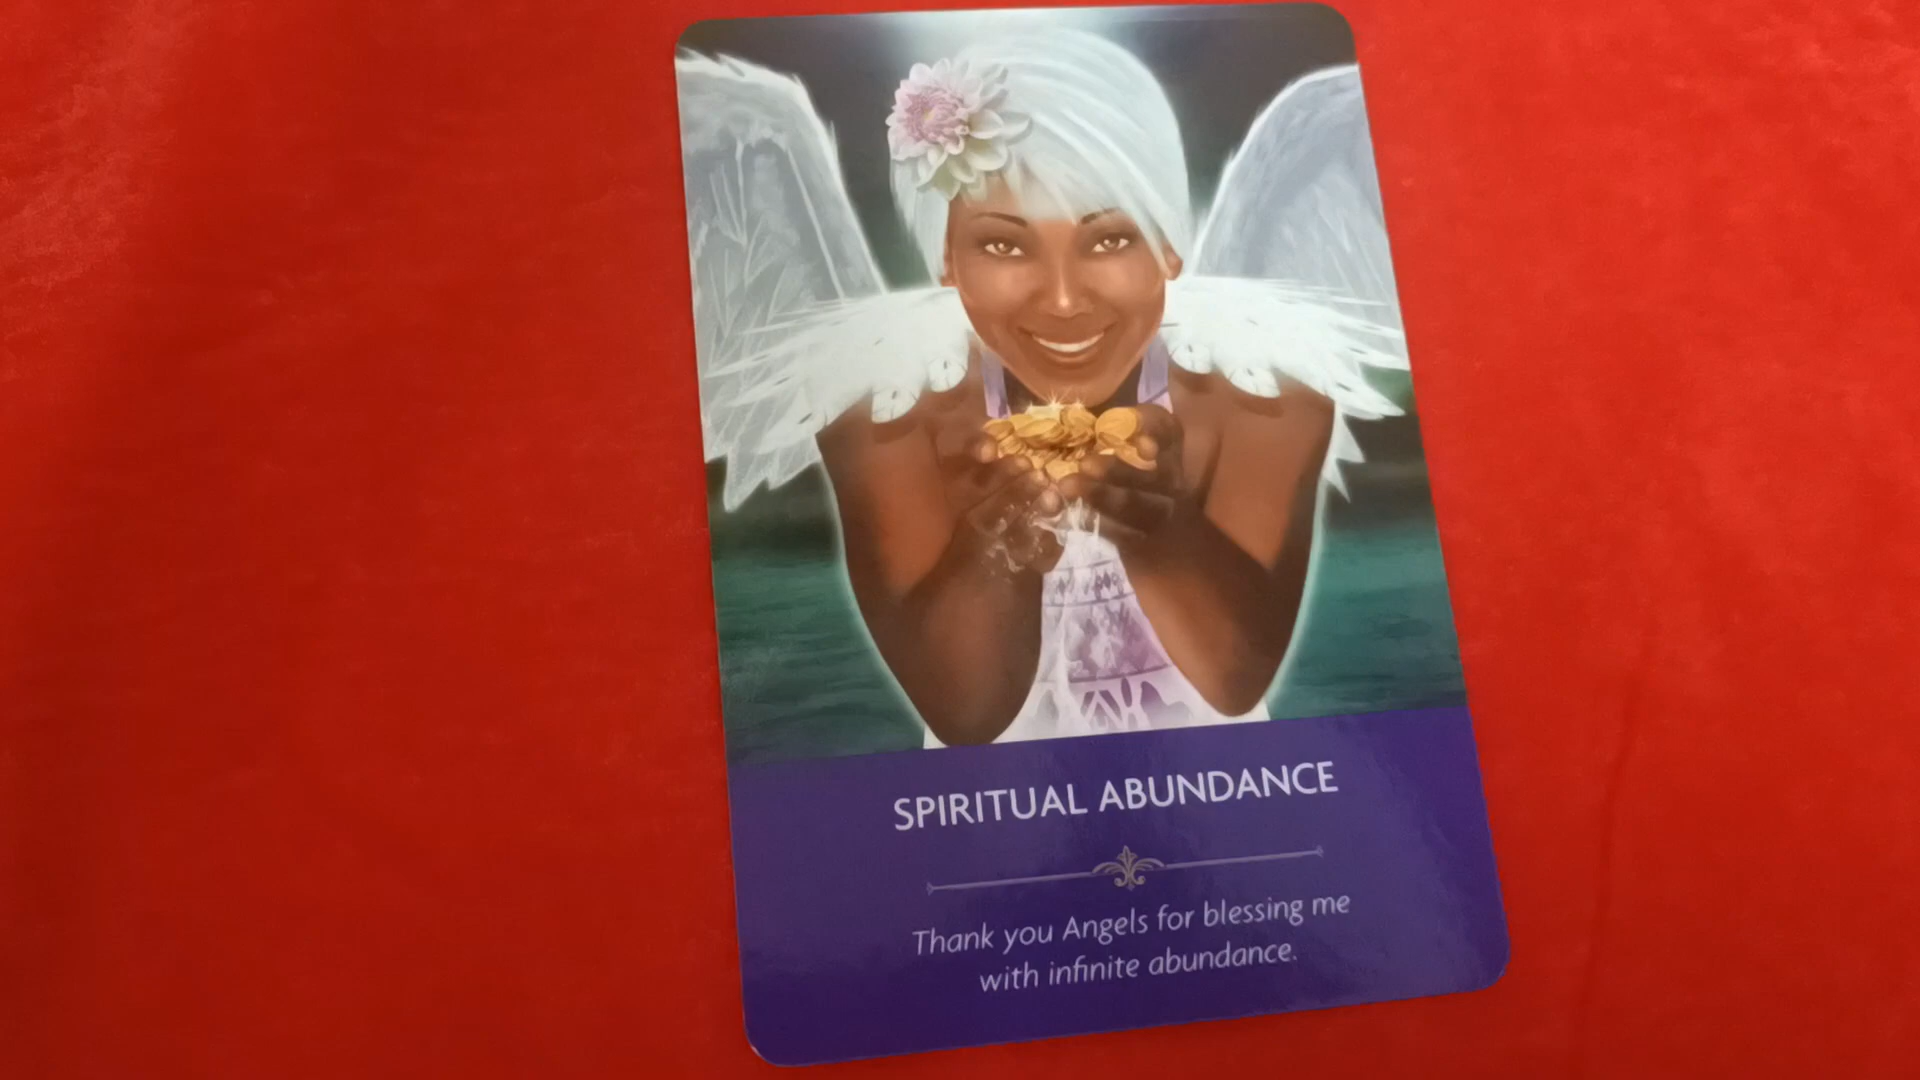 SPIRITUAL ABUNDANCE
Thank you Angels for blessing me
with infinite abundance.